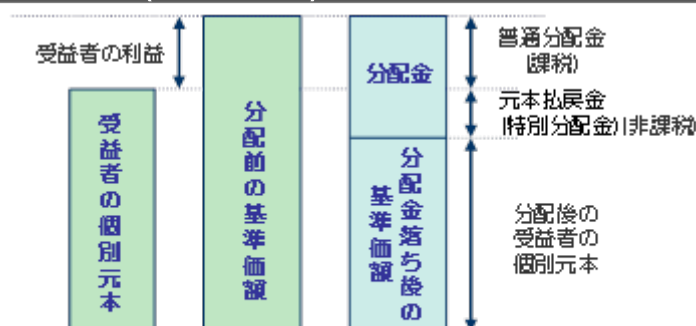 受益者の利益
普通分配金
(課税)
分配金
元本払戻金
(特別分配金)(非課税)
受益者の個別元本
分配前の基準価額
分配金落ち後の
基準価額
分配後の
受益者の
個別元本